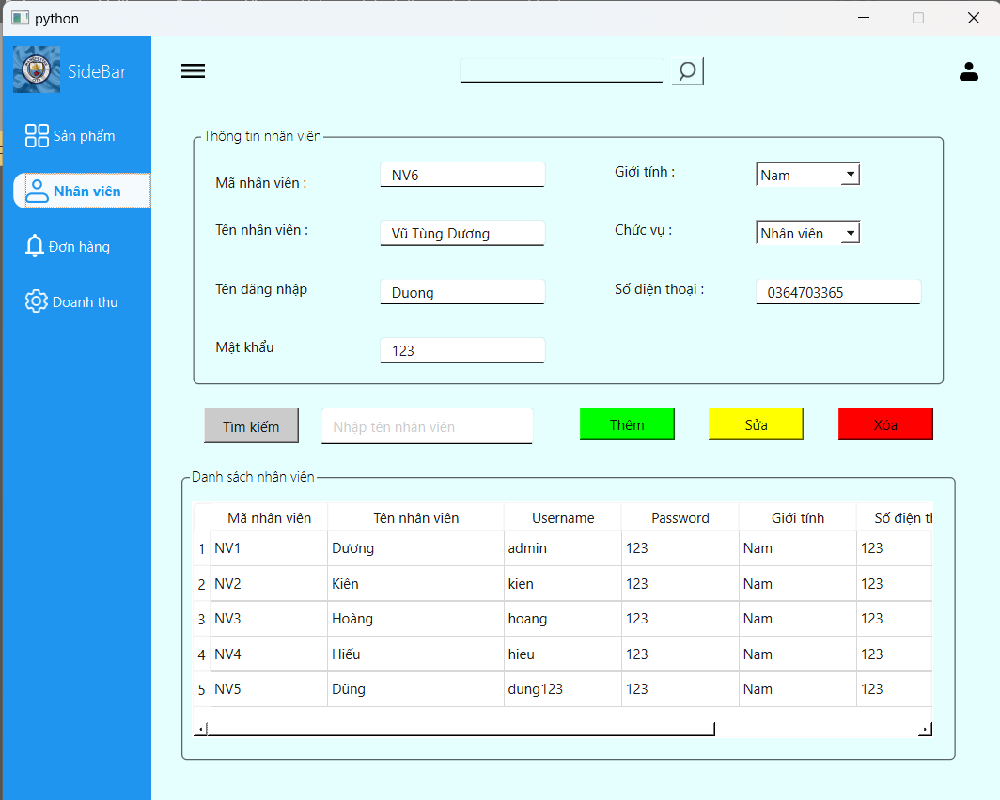 python
SideBar
Sản phẩm
Nhân viên
Đơn hàng
Doanh thu
Thông tin nhân viên
Mã nhân viên : NV6 Giới tính : Nam
Tên nhân viên : Vũ Tùng Dương Chức vụ : Nhân viên
Tên đăng nhập Duong Số điện thoại : 0364703365
Mật khẩu 123
Tìm kiếm Nhập tên nhân viên Thêm Sửa Xóa
Danh sách nhân viên
Mã nhân viên Tên nhân viên Username Password Giới tính Số điện
1 NV1 Dương admin 123 Nam 123
2 NV2 Kiên kien 123 Nam 123
3 NV3 Hoàng hoang 123 Nam 123
4 NV4 Hiếu hieu 123 Nam 123
5 NV5 Dũng dung123 123 Nam 123